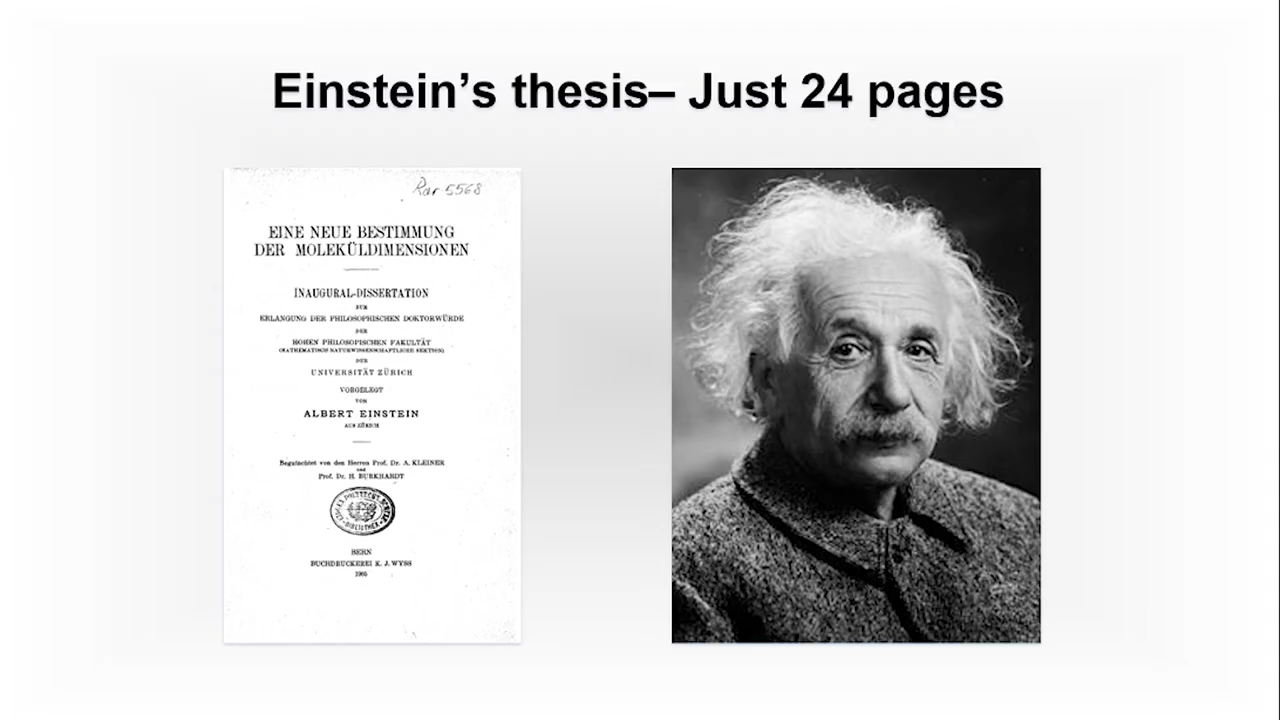 Einstein’s thesis– Just 24 pages
Rar 5568
EINE NEUE BESTIMMUNG
DER MOLEKÜLDIMENSIONEN
INAUGURAL-DISSERTATION
ZUR
ERLANGUNG DER PHILOSOPHISCHEN DOKTORWÜRDE
DER
HOHEN PHILOSOPISCHEN FAKULTÄT
(MATHEMATISCH-NATURWISSENSCHAFTLICHE SEKTION)
DER
UNIVERSITÄT ZÜRICH
VORGELEGT
VON
ALBERT EINSTEIN
AUS ZÜRICH
Begutachtet von den Herren Prof. Dr. A. KLEINER
und
Prof. Dr. H. BURKHARDT
BIBLIOTHEK
BERN
BUCHDRUCKEREI K. J. WYSS
1905